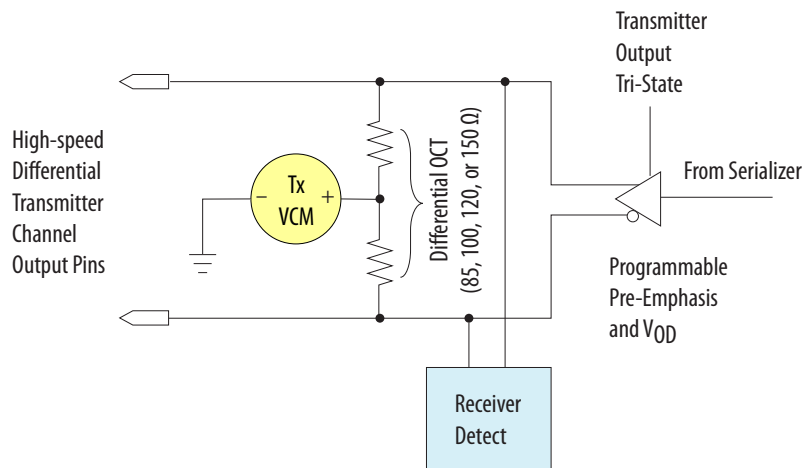 Transmitter
Output
Tri-State
High-speed
Differential
Transmitter
Channel
Output Pins
− Tx +
VCM
Differential OCT
(85, 100, 120, or 150 Ω)
From Serializer
Programmable
Pre-Emphasis
and VOD
Receiver
Detect